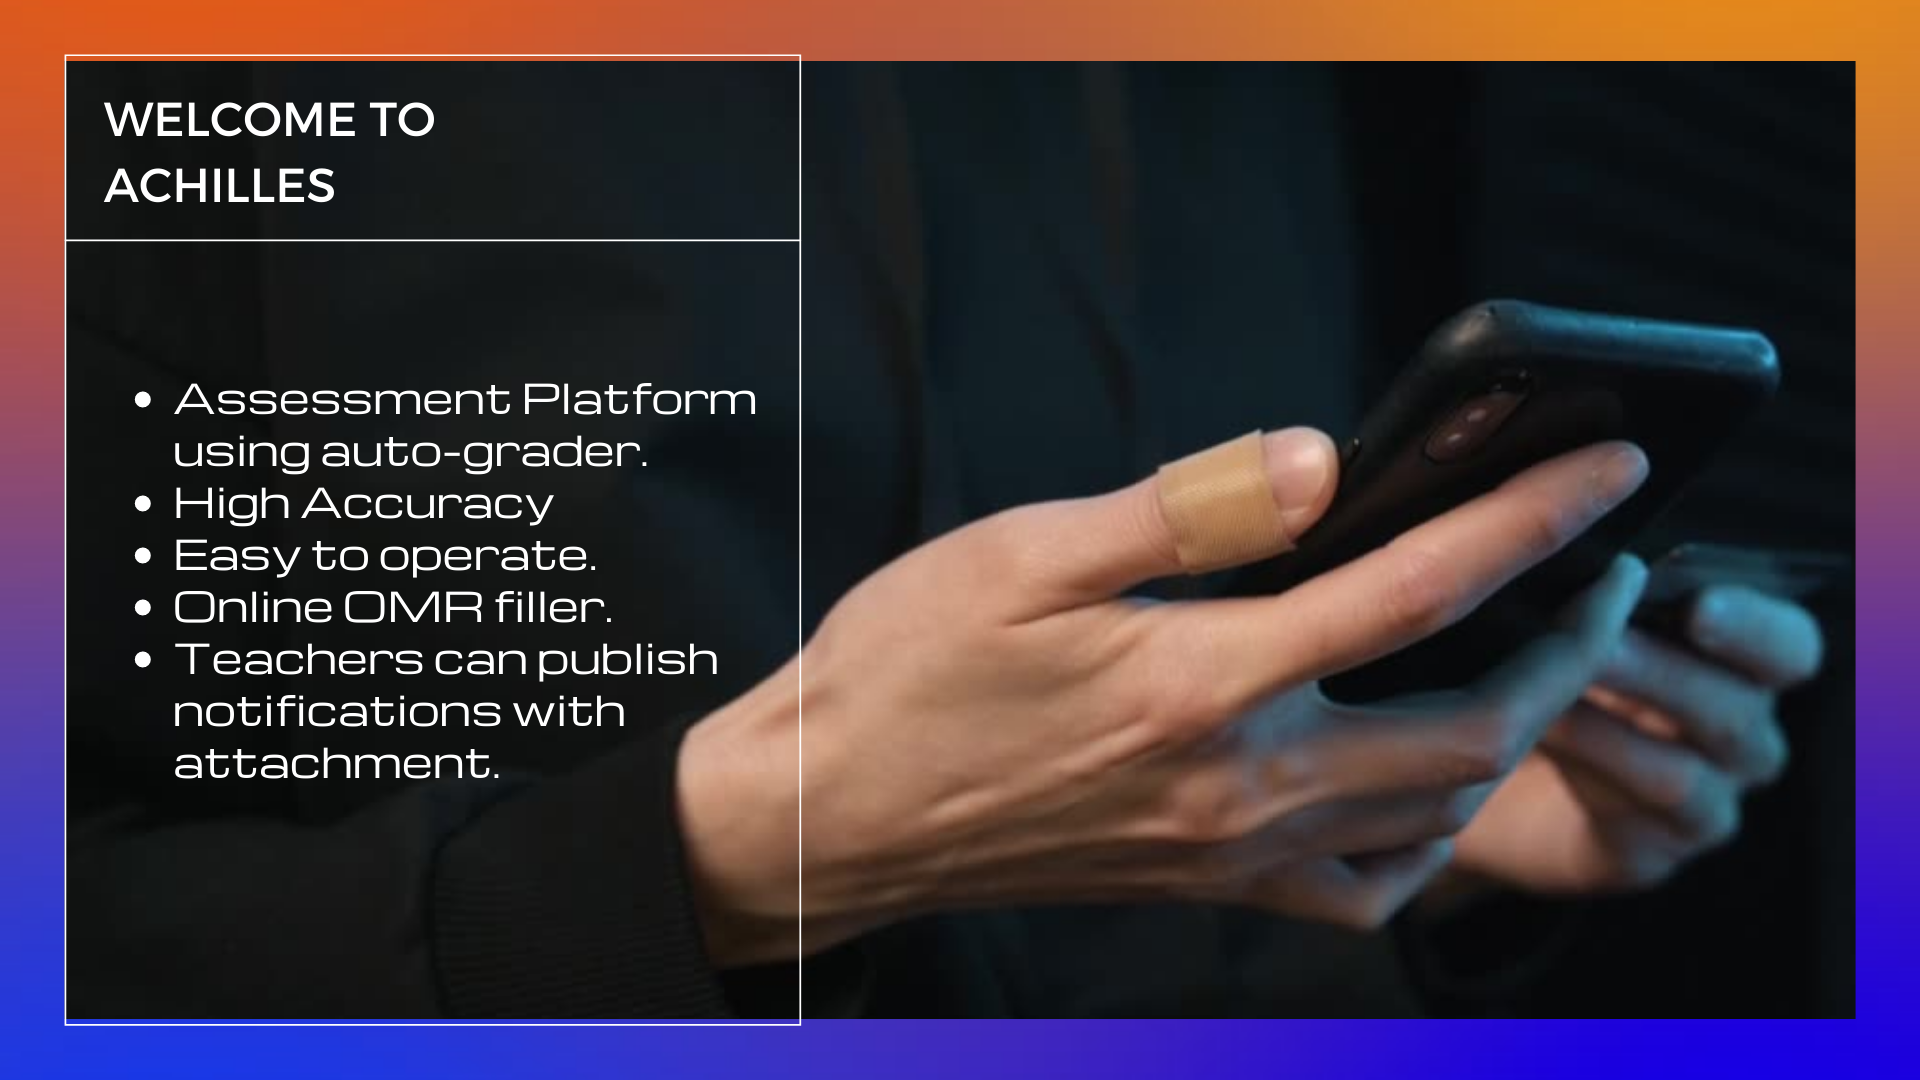 WELCOME TO
ACHILLES
• Assessment Platform
using auto-grader.
• High Accuracy
• Easy to operate.
• Online OMR filler.
• Teachers can publish
notifications with
attachment.